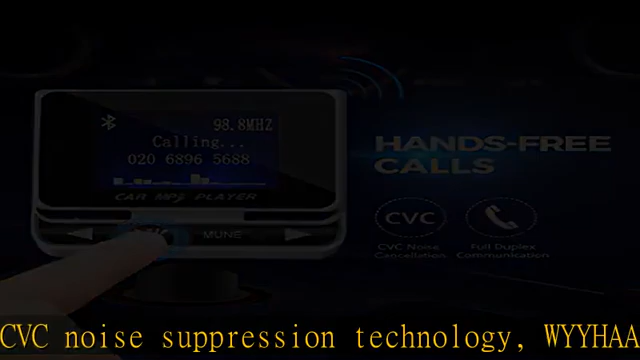 98.8MHZ
Calling...
020 6896 5688
CAR MP3 PLAYER
HANDS-FREE
CALLS
CVC
CVC Noise
Cancellation
Full Duplex
Communication
MUNE
CVC noise suppression technology, WYYHAA